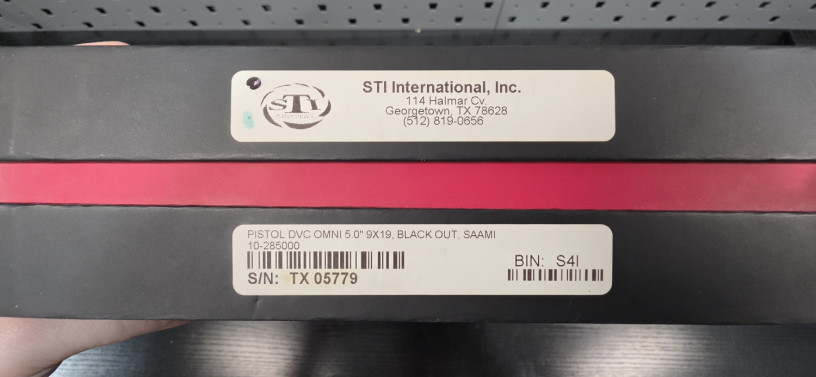 STI
STI International, Inc.
114 Halmar Cv.
Georgetown, TX 78628
(512) 819-0656
PISTOL DVC OMNI 5.0" 9X19, BLACK OUT, SAAMI
10-285000
BIN: S4I
S/N: TX 05779